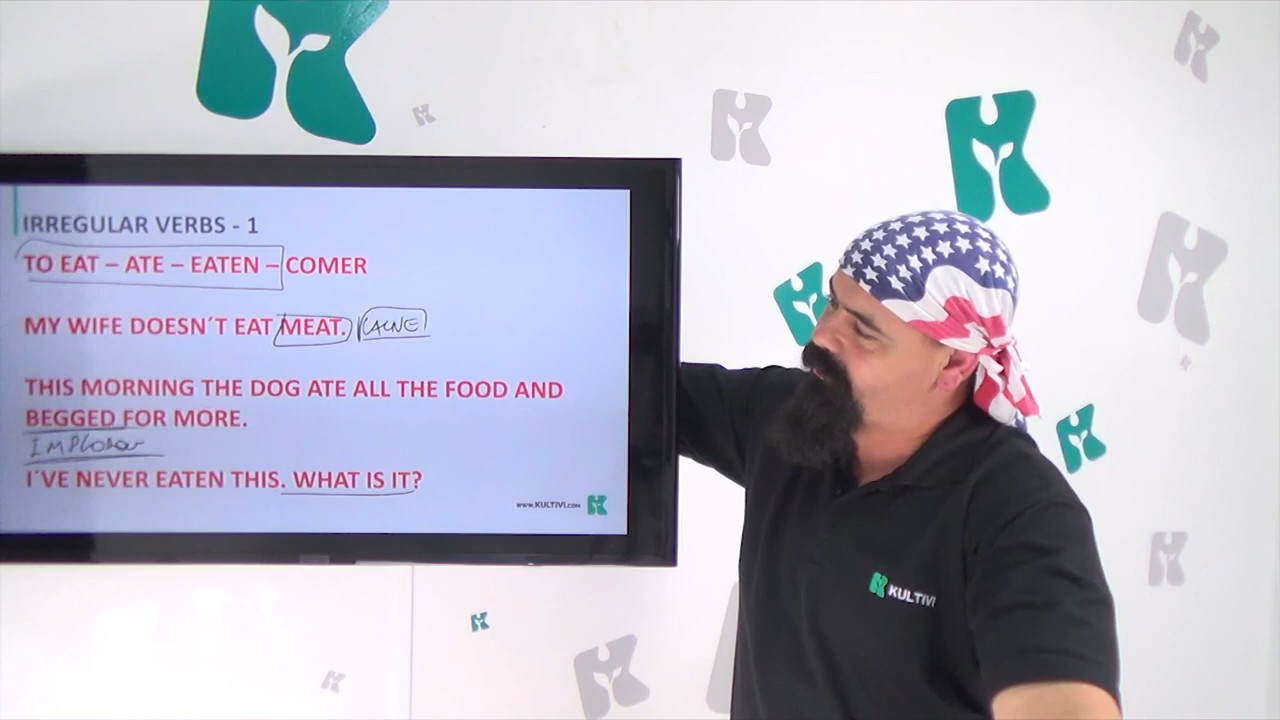 IRREGULAR VERBS - 1
TO EAT – ATE – EATEN – COMER
MY WIFE DOESN´T EAT MEAT. CARNE
THIS MORNING THE DOG ATE ALL THE FOOD AND
BEGGED FOR MORE.
IMPLORAR
I´VE NEVER EATEN THIS. WHAT IS IT?
www.KULTIVI.COM
KULTIVI